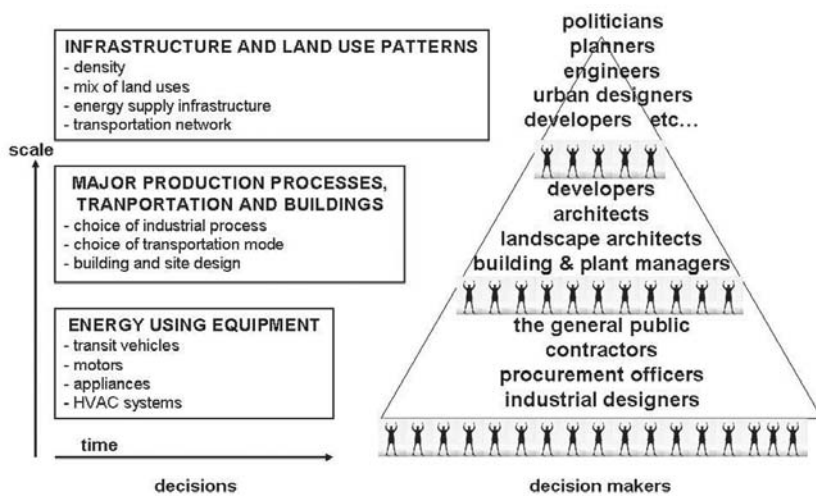 INFRASTRUCTURE AND LAND USE PATTERNS
- density
- mix of land uses
- energy supply infrastructure
- transportation network
scale
MAJOR PRODUCTION PROCESSES,
TRANPORTATION AND BUILDINGS
- choice of industrial process
- choice of transportation mode
- building and site design
ENERGY USING EQUIPMENT
- transit vehicles
- motors
- appliances
- HVAC systems
time
decisions
politicians
planners
engineers
urban designers
developers etc...
developers
architects
landscape architects
building & plant managers
the general public
contractors
procurement officers
industrial designers
decision makers